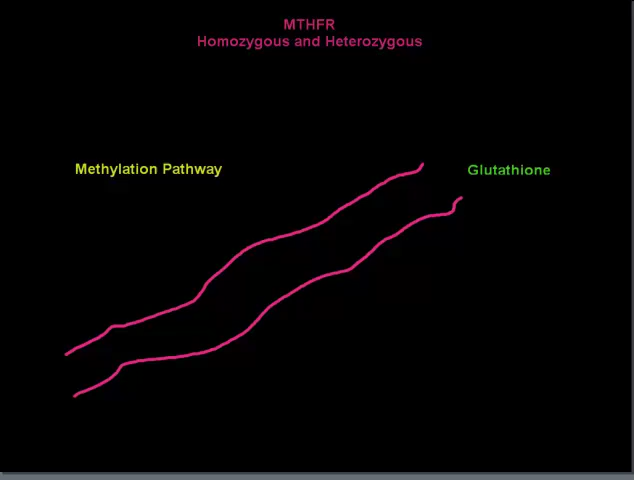 MTHFR
Homozygous and Heterozygous
Methylation Pathway
Glutathione